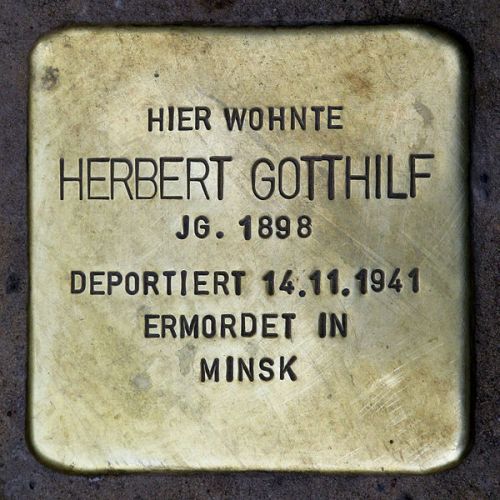 HIER WOHNTE
HERBERT GOTTHILF
JG. 1898
DEPORTIERT 14.11.1941
ERMORDET IN
MINSK